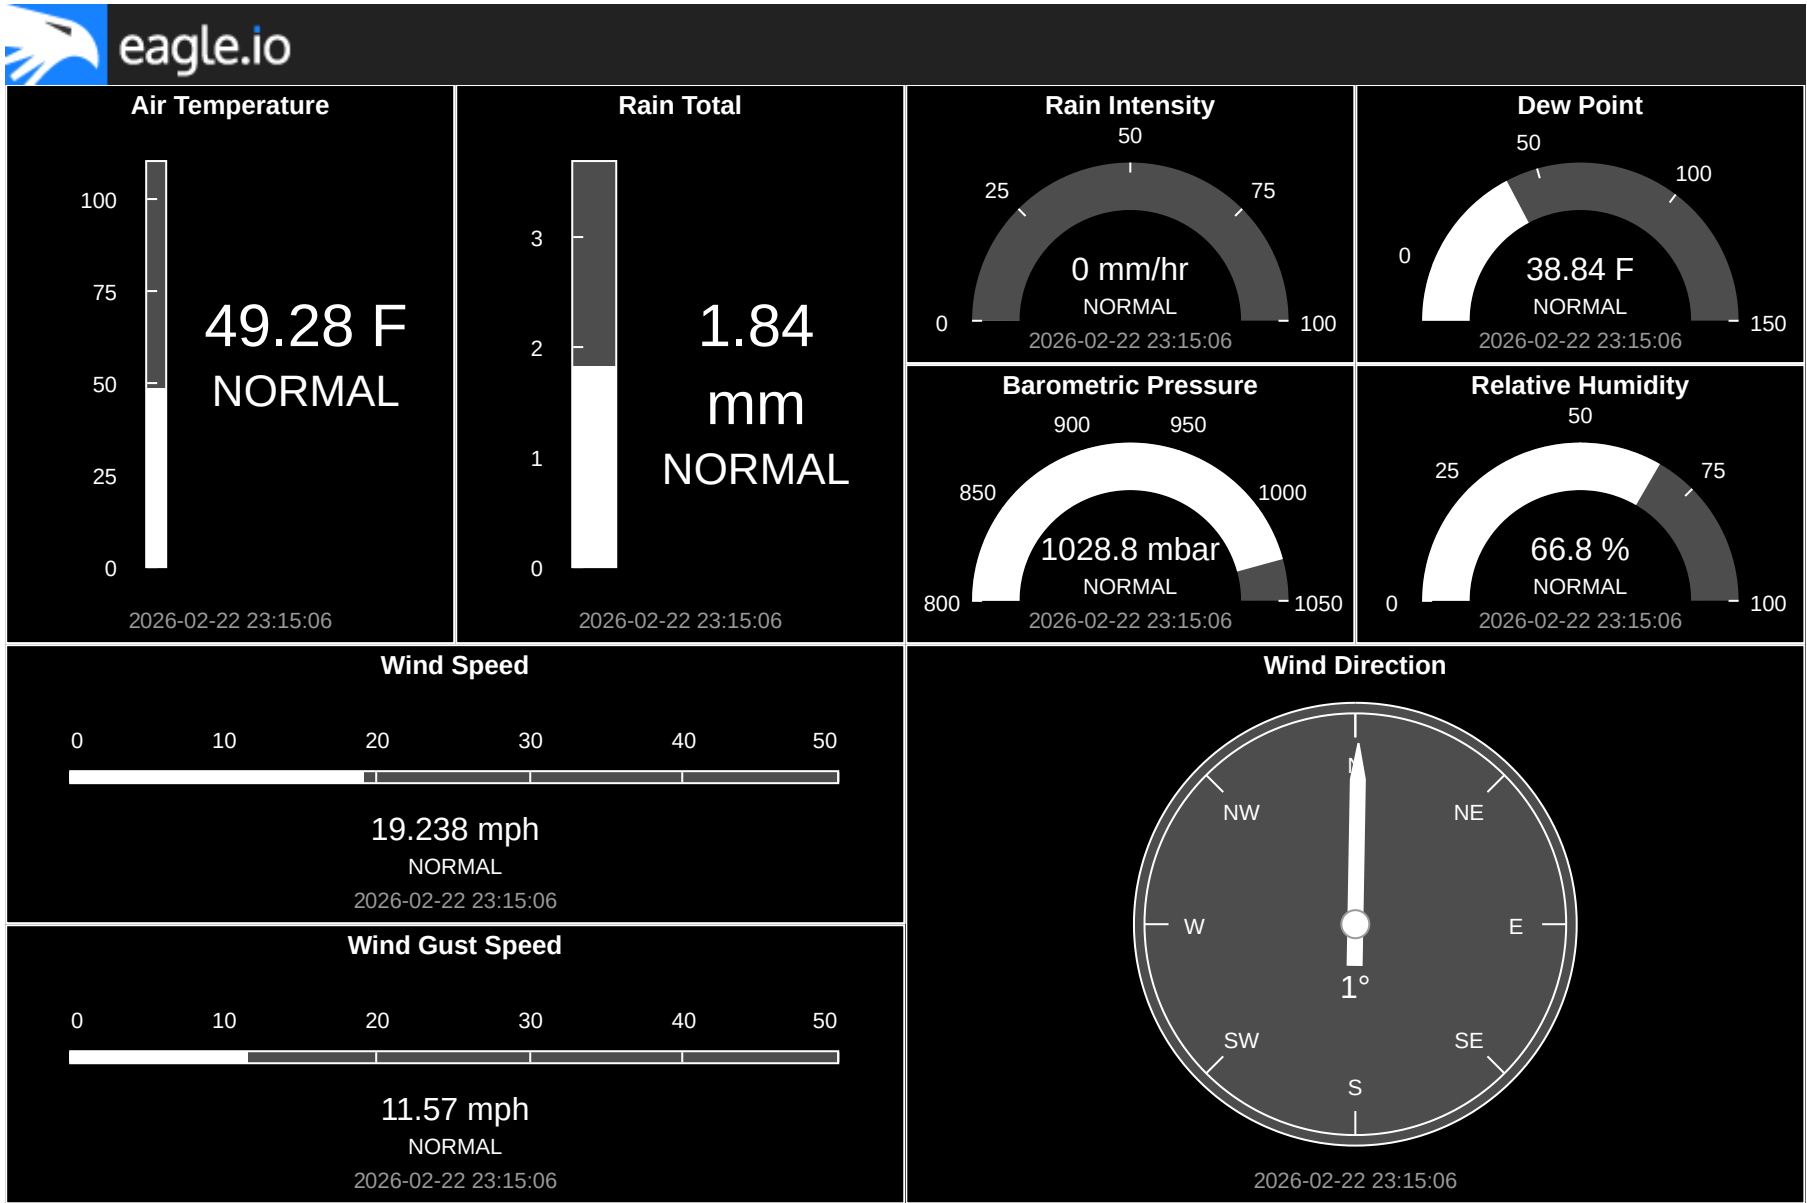 eagle.io
Air Temperature
100
75
50
25
0
49.28 F
NORMAL
2026-02-22 23:15:06
Rain Total
3
2
1
0
1.84
mm
NORMAL
2026-02-22 23:15:06
Rain Intensity
0
25
50
75
100
0 mm/hr
NORMAL
2026-02-22 23:15:06
Dew Point
0
50
100
150
38.84 F
NORMAL
2026-02-22 23:15:06
Barometric Pressure
800
850
900
950
1000
1050
1028.8 mbar
NORMAL
2026-02-22 23:15:06
Relative Humidity
0
25
50
75
100
66.8 %
NORMAL
2026-02-22 23:15:06
Wind Speed
0 10 20 30 40 50
19.238 mph
NORMAL
2026-02-22 23:15:06
Wind Gust Speed
0 10 20 30 40 50
11.57 mph
NORMAL
2026-02-22 23:15:06
Wind Direction
N
NW NE
W E
1°
SW SE
S
2026-02-22 23:15:06